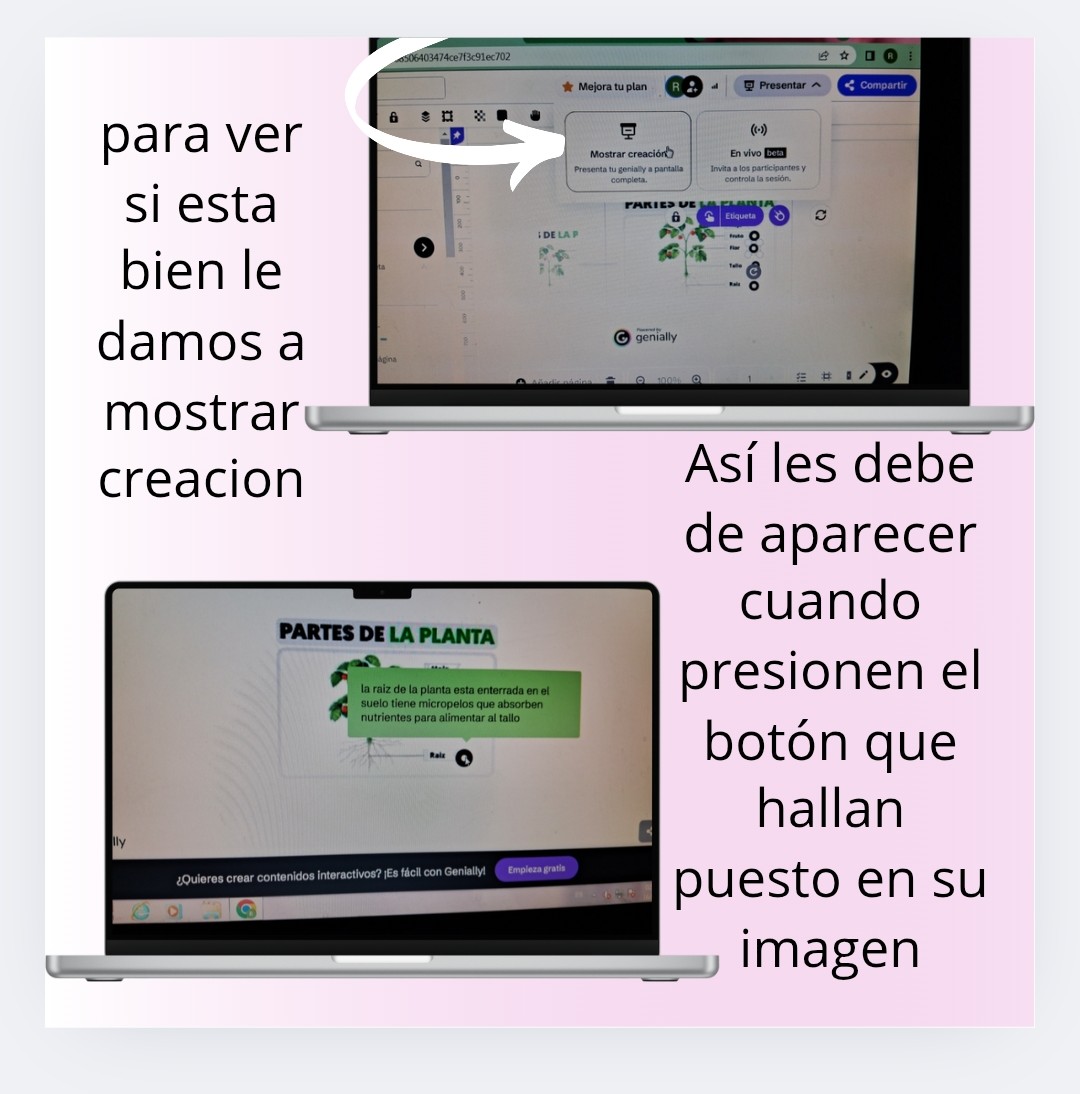 para ver
si esta
bien le
damos a
mostrar
creacion
8506403474ce7f3c91ec702
Mejora tu plan
R
Presentar
Compartir
R
Mostrar creación
Presenta tu genially a pantalla
completa.
En vivo beta
Invita a los participantes y
controla la sesión.
PARTES DE LA PLANTA
Etiqueta
DE LA P
Fruto
Flor
Tallo
Raíz
Powered by
genially
ágina
Añadir página
100%
1
Así les debe
de aparecer
cuando
presionen el
botón que
hallan
puesto en su
imagen
PARTES DE LA PLANTA
la raiz de la planta esta enterrada en el
suelo tiene micropelos que absorben
nutrientes para alimentar al tallo
Raíz
lly
¿Quieres crear contenidos interactivos? ¡Es fácil con Genially!
Empieza gratis